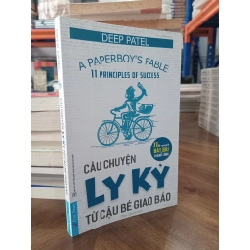 DEEP PATEL
A PAPERBOY'S FABLE
11 PRINCIPLES OF SUCCESS
CÂU CHUYỆN
LY KỲ
TỪ CẬU BÉ GIAO BÁO